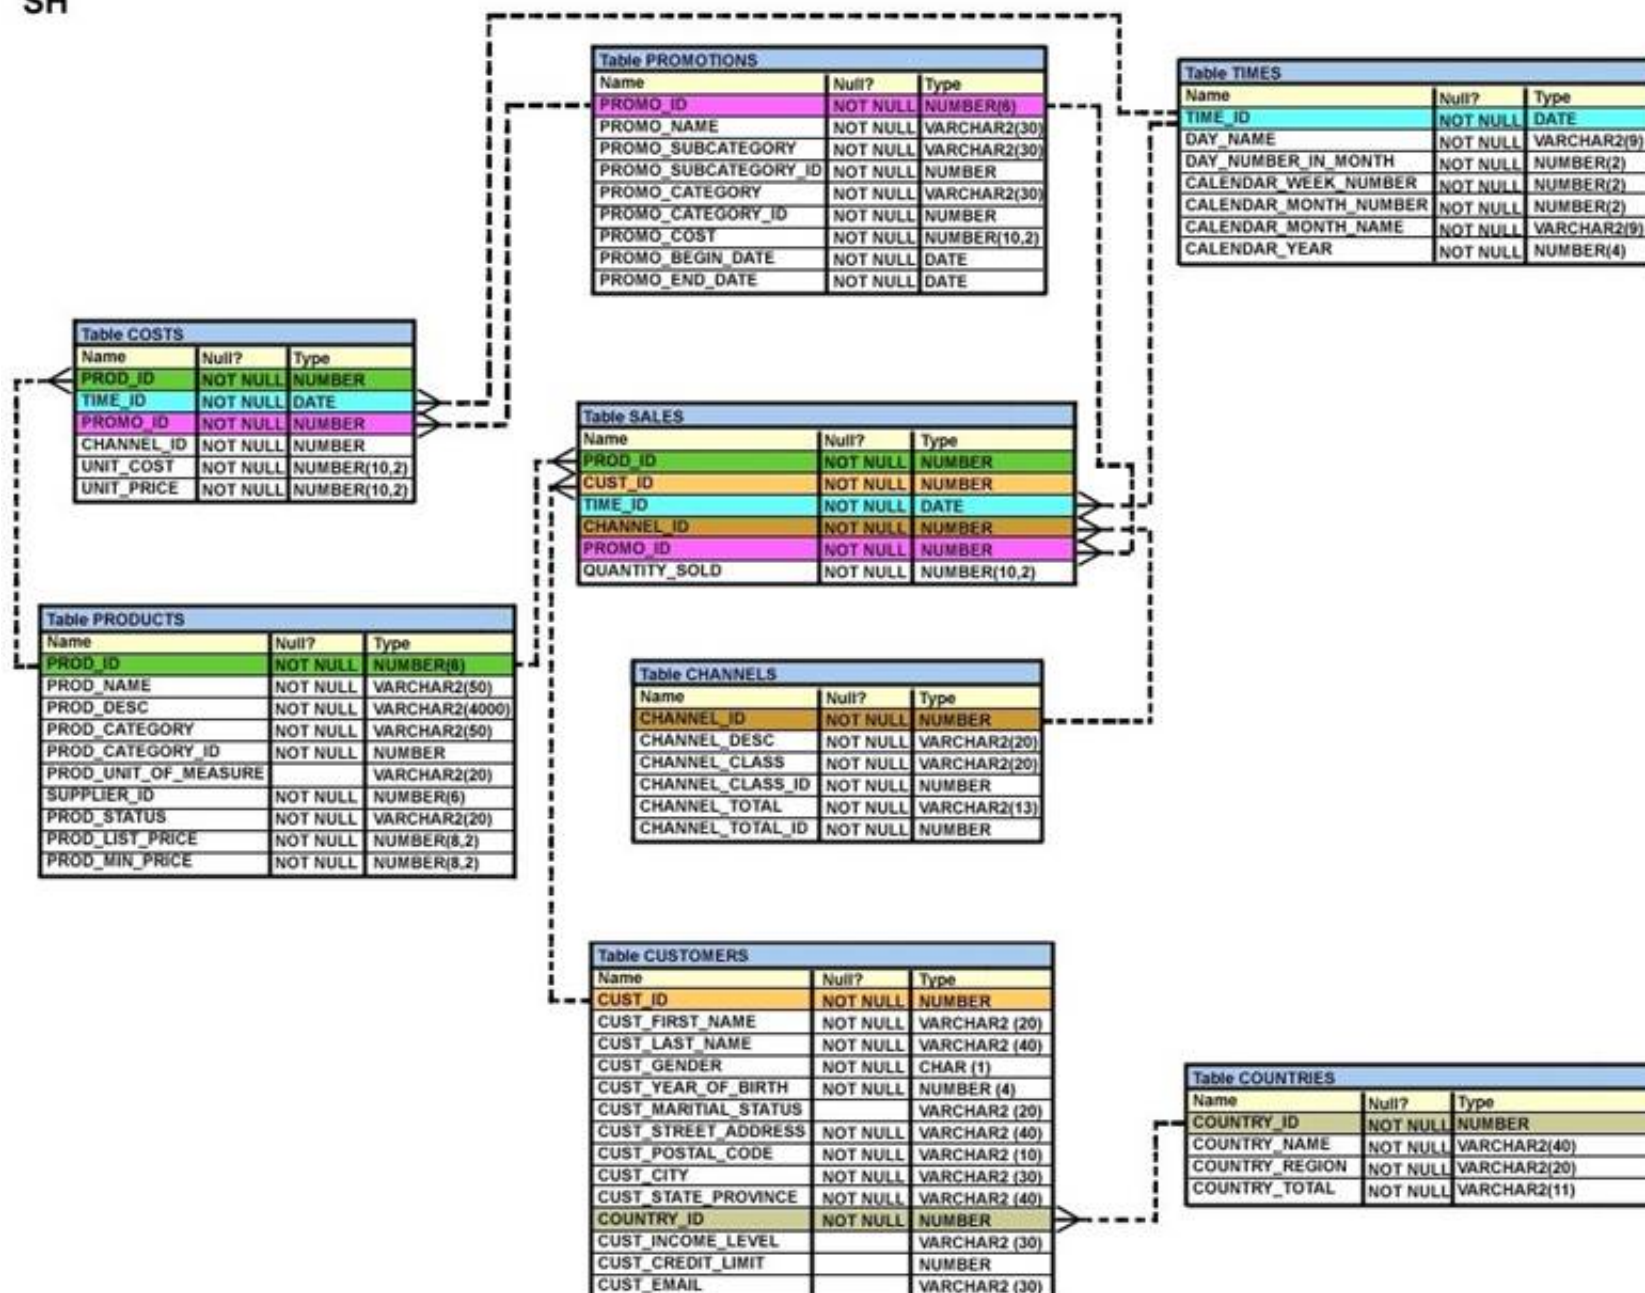 SH
Table PROMOTIONS
Name Null? Type
PROMO_ID NOT NULL NUMBER(6)
PROMO_NAME NOT NULL VARCHAR2(30)
PROMO_SUBCATEGORY NOT NULL VARCHAR2(30)
PROMO_SUBCATEGORY_ID NOT NULL NUMBER
PROMO_CATEGORY NOT NULL VARCHAR2(30)
PROMO_CATEGORY_ID NOT NULL NUMBER
PROMO_COST NOT NULL NUMBER(10,2)
PROMO_BEGIN_DATE NOT NULL DATE
PROMO_END_DATE NOT NULL DATE
Table TIMES
Name Null? Type
TIME_ID NOT NULL DATE
DAY_NAME NOT NULL VARCHAR2(9)
DAY_NUMBER_IN_MONTH NOT NULL NUMBER(2)
CALENDAR_WEEK_NUMBER NOT NULL NUMBER(2)
CALENDAR_MONTH_NUMBER NOT NULL NUMBER(2)
CALENDAR_MONTH_NAME NOT NULL VARCHAR2(9)
CALENDAR_YEAR NOT NULL NUMBER(4)
Table COSTS
Name Null? Type
PROD_ID NOT NULL NUMBER
TIME_ID NOT NULL DATE
PROMO_ID NOT NULL NUMBER
CHANNEL_ID NOT NULL NUMBER
UNIT_COST NOT NULL NUMBER(10,2)
UNIT_PRICE NOT NULL NUMBER(10,2)
Table SALES
Name Null? Type
PROD_ID NOT NULL NUMBER
CUST_ID NOT NULL NUMBER
TIME_ID NOT NULL DATE
CHANNEL_ID NOT NULL NUMBER
PROMO_ID NOT NULL NUMBER
QUANTITY_SOLD NOT NULL NUMBER(10,2)
Table PRODUCTS
Name Null? Type
PROD_ID NOT NULL NUMBER(6)
PROD_NAME NOT NULL VARCHAR2(50)
PROD_DESC NOT NULL VARCHAR2(4000)
PROD_CATEGORY NOT NULL VARCHAR2(50)
PROD_CATEGORY_ID NOT NULL NUMBER
PROD_UNIT_OF_MEASURE VARCHAR2(20)
SUPPLIER_ID NOT NULL NUMBER(6)
PROD_STATUS NOT NULL VARCHAR2(20)
PROD_LIST_PRICE NOT NULL NUMBER(8,2)
PROD_MIN_PRICE NOT NULL NUMBER(8,2)
Table CHANNELS
Name Null? Type
CHANNEL_ID NOT NULL NUMBER
CHANNEL_DESC NOT NULL VARCHAR2(20)
CHANNEL_CLASS NOT NULL VARCHAR2(20)
CHANNEL_CLASS_ID NOT NULL NUMBER
CHANNEL_TOTAL NOT NULL VARCHAR2(13)
CHANNEL_TOTAL_ID NOT NULL NUMBER
Table CUSTOMERS
Name Null? Type
CUST_ID NOT NULL NUMBER
CUST_FIRST_NAME NOT NULL VARCHAR2 (20)
CUST_LAST_NAME NOT NULL VARCHAR2 (40)
CUST_GENDER NOT NULL CHAR (1)
CUST_YEAR_OF_BIRTH NOT NULL NUMBER (4)
CUST_MARITIAL_STATUS VARCHAR2 (20)
CUST_STREET_ADDRESS NOT NULL VARCHAR2 (40)
CUST_POSTAL_CODE NOT NULL VARCHAR2 (10)
CUST_CITY NOT NULL VARCHAR2 (30)
CUST_STATE_PROVINCE NOT NULL VARCHAR2 (40)
COUNTRY_ID NOT NULL NUMBER
CUST_INCOME_LEVEL VARCHAR2 (30)
CUST_CREDIT_LIMIT NUMBER
CUST_EMAIL VARCHAR2 (30)
Table COUNTRIES
Name Null? Type
COUNTRY_ID NOT NULL NUMBER
COUNTRY_NAME NOT NULL VARCHAR2(40)
COUNTRY_REGION NOT NULL VARCHAR2(20)
COUNTRY_TOTAL NOT NULL VARCHAR2(11)